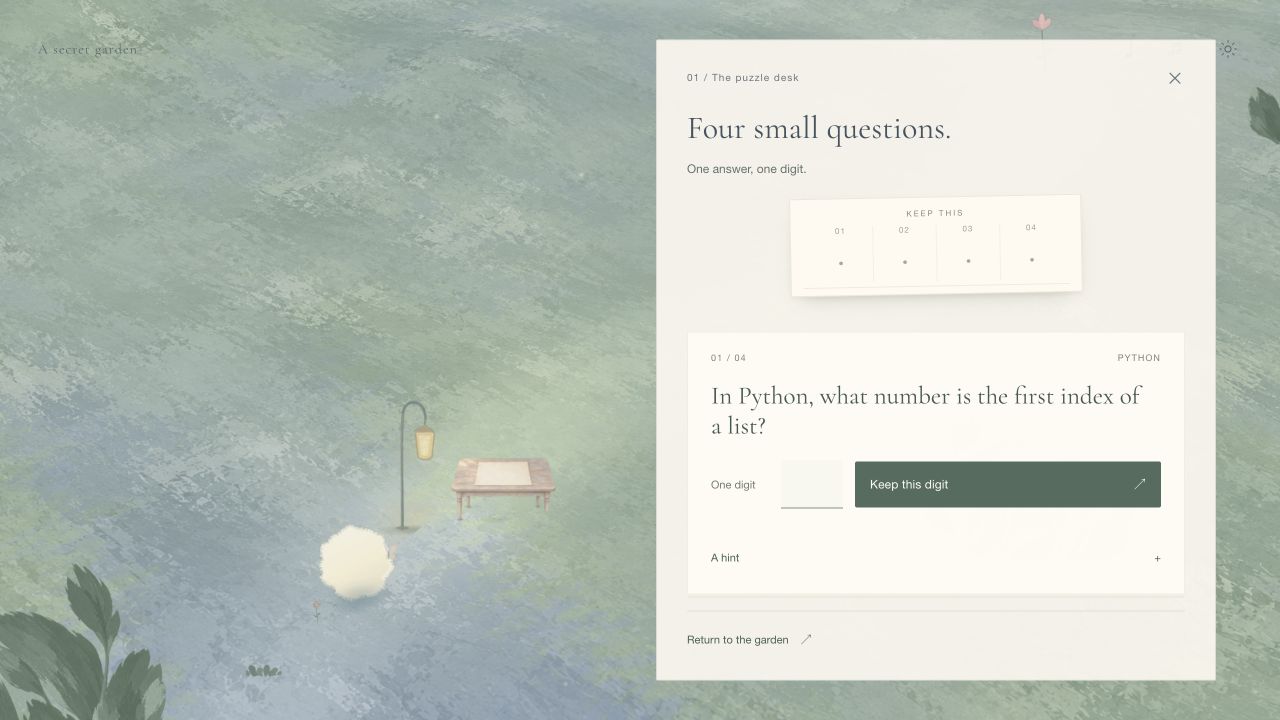 A secret garden
01 / The puzzle desk
Four small questions.
One answer, one digit.
KEEP THIS
01 02 03 04
01 / 04 PYTHON
In Python, what number is the first index of
a list?
One digit
Keep this digit
A hint +
Return to the garden